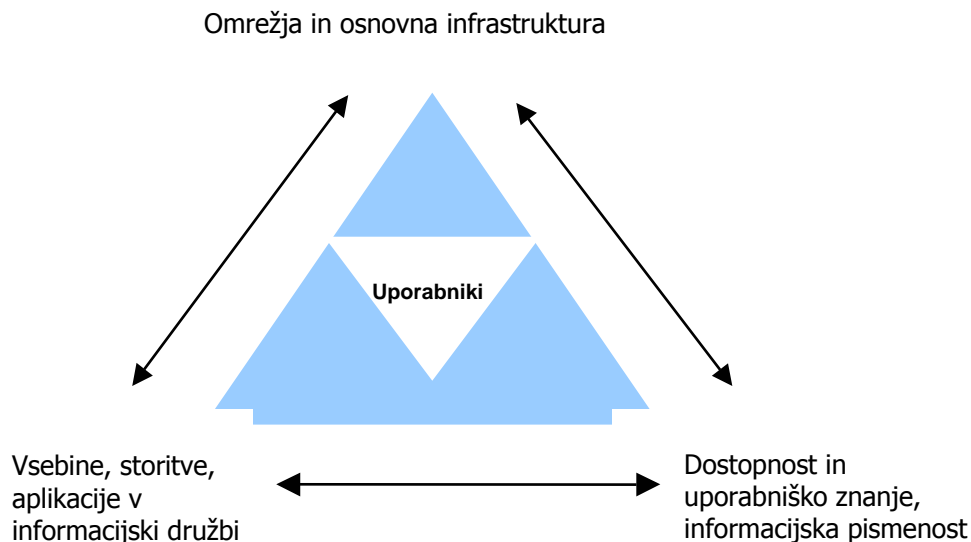 Omrežja in osnovna infrastruktura
Uporabniki
Vsebine, storitve,
aplikacije v
informacijski družbi
Dostopnost in
uporabniško znanje,
informacijska pismenost